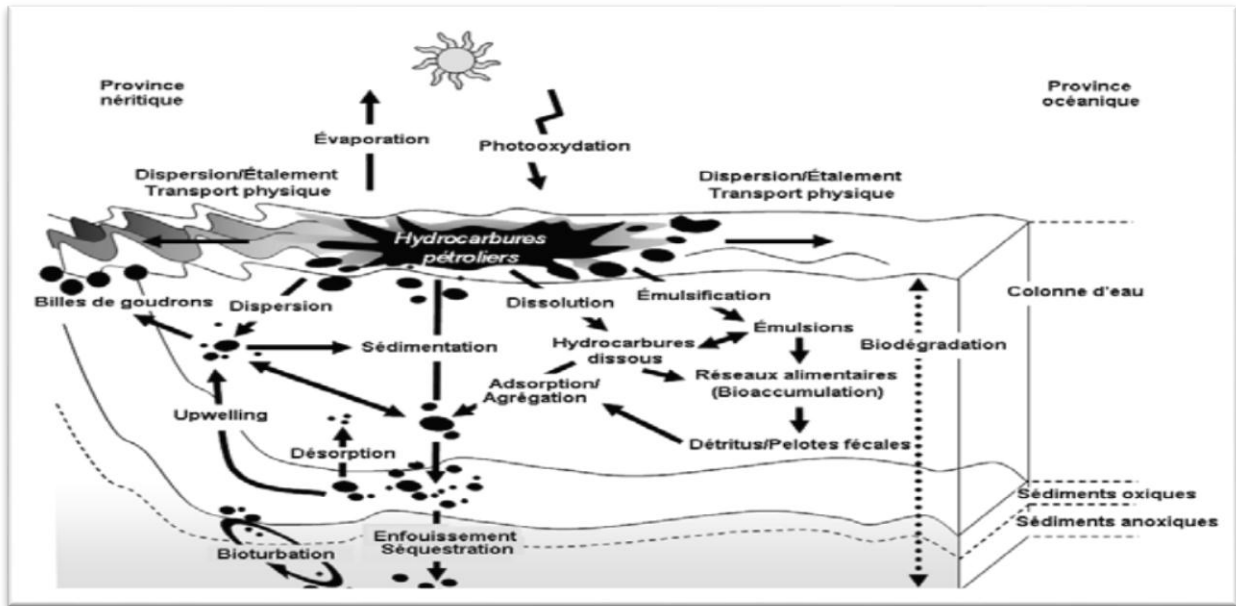 Province
néritique
Province
océanique
Évaporation
Photooxydation
Dispersion/Étalement
Transport physique
Dispersion/Étalement
Transport physique
Hydrocarbures
pétroliers
Billes de goudrons
Dispersion
Dissolution
Émulsification
Colonne d'eau
Sédimentation
Hydrocarbures
dissous
Émulsions
Biodégradation
Adsorption/
Agrégation
Réseaux alimentaires
(Bioaccumulation)
Upwelling
Désorption
Détritus/Pelotes fécales
Sédiments oxiques
Sédiments anoxiques
Enfouissement
Séquestration
Bioturbation